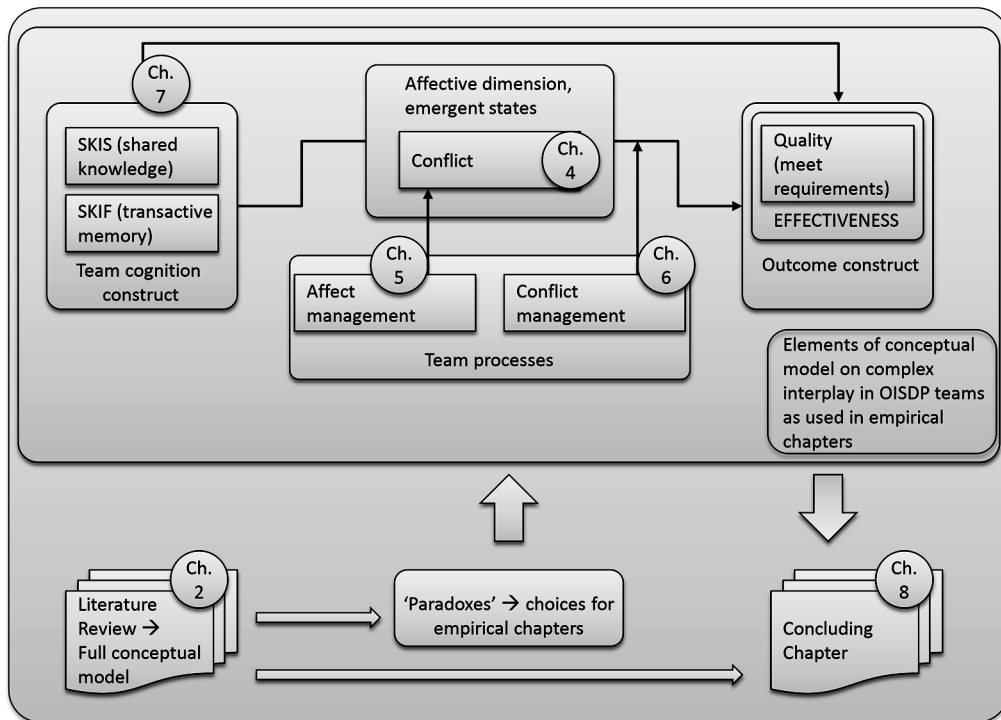 Ch.
7
SKIS (shared
knowledge)
SKIF (transactive
memory)
Team cognition
construct
Affective dimension,
emergent states
Conflict
Ch.
4
Quality
(meet
requirements)
EFFECTIVENESS
Outcome construct
Ch.
5
Affect
management
Ch.
6
Conflict
management
Team processes
Elements of conceptual
model on complex
interplay in OISDP teams
as used in empirical
chapters
Ch.
2
Literature
Review →
Full conceptual
model
'Paradoxes' → choices for
empirical chapters
Ch.
8
Concluding
Chapter